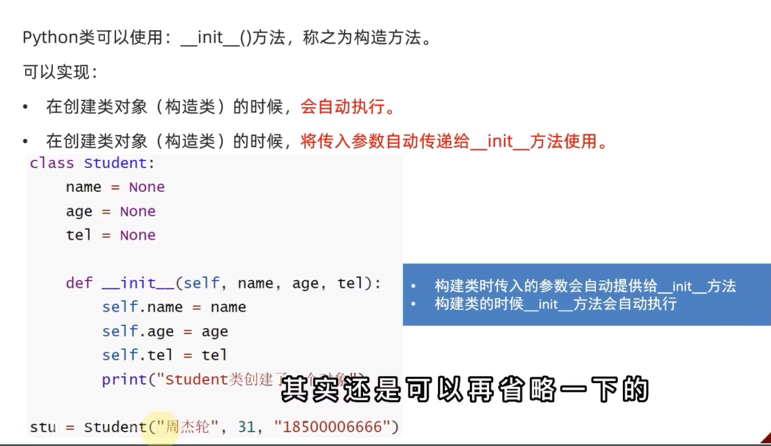 Python类可以使用：__init__()方法，称之为构造方法。
可以实现：
• 在创建类对象（构造类）的时候，会自动执行。
• 在创建类对象（构造类）的时候，将传入参数自动传递给__init__方法使用。
class Student:
    name = None
    age = None
    tel = None
    def __init__(self, name, age, tel):
        self.name = name
        self.age = age
        self.tel = tel
        print("Student类创建了
• 构建类时传入的参数会自动提供给__init__方法
• 构建类的时候__init__方法会自动执行
其实还是可以再省略一下的
stu = Student("周杰轮", 31, "18500006666")